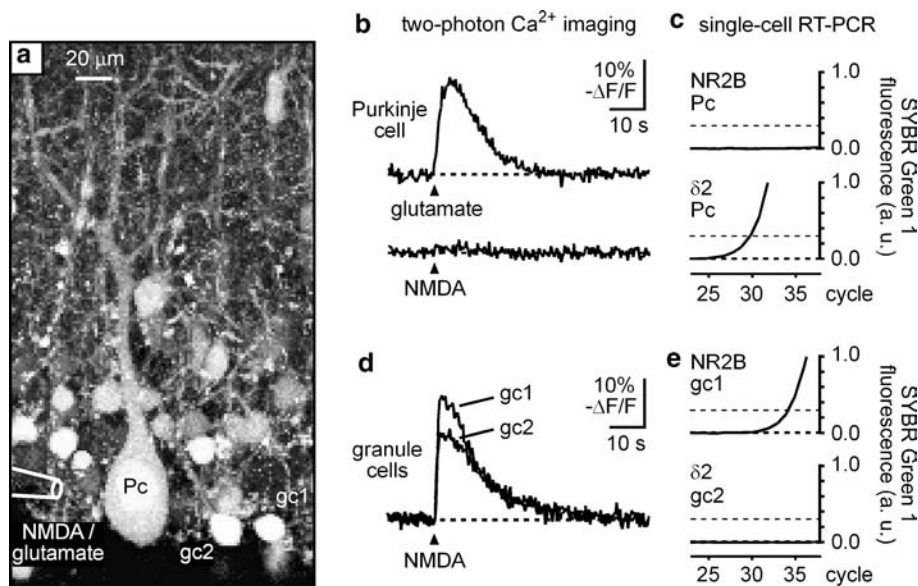 a
20 μm
Pc
gc1
gc2
NMDA /
glutamate
b two-photon Ca2+ imaging
10%
-ΔF/F
10 s
Purkinje
cell
glutamate
NMDA
c single-cell RT-PCR
NR2B
Pc
1.0
0.0
δ2
Pc
1.0
0.0
SYBR Green 1
fluorescence (a. u.)
25 30 35 cycle
d
gc1
gc2
10%
-ΔF/F
10 s
granule
cells
NMDA
e
NR2B
gc1
1.0
0.0
δ2
gc2
1.0
0.0
SYBR Green 1
fluorescence (a. u.)
25 30 35 cycle